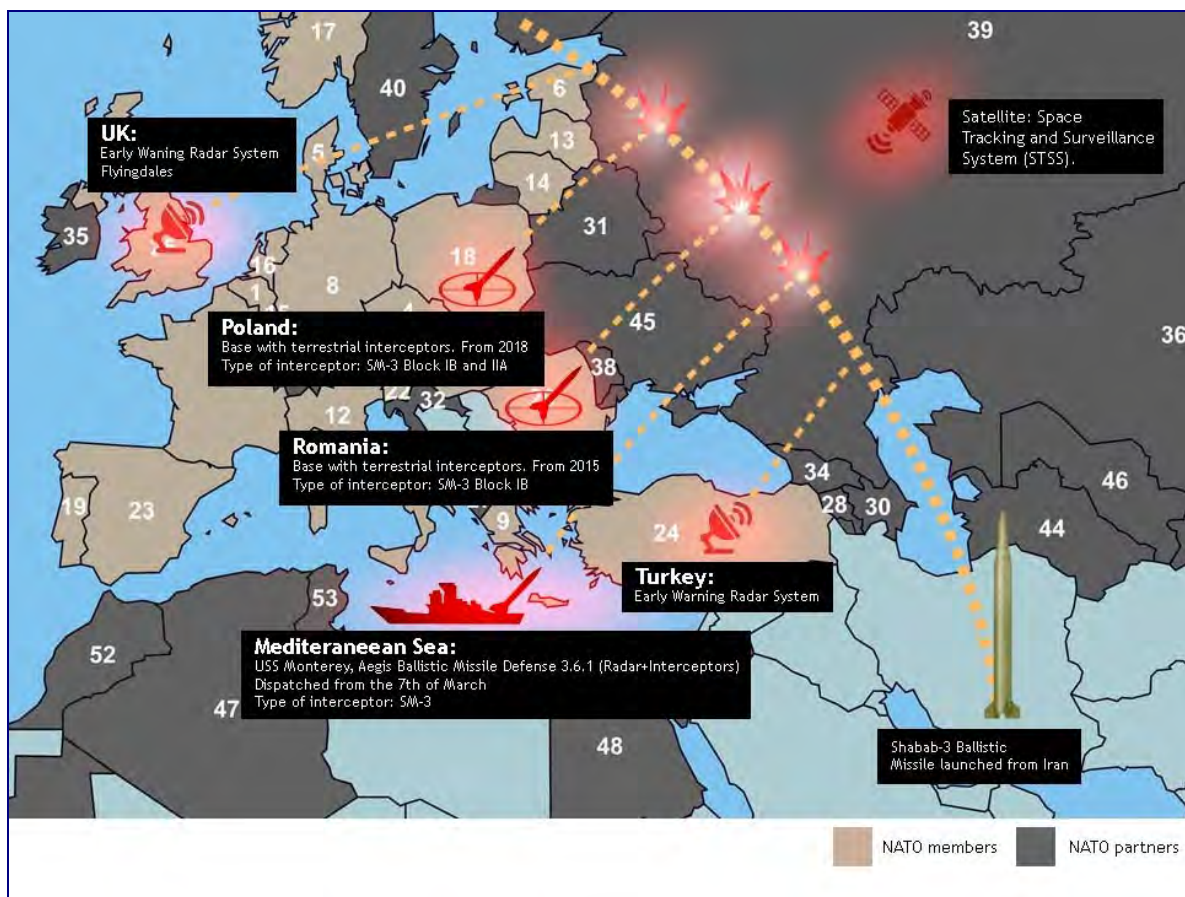 17
39
40
6
UK:
Early Waning Radar System
Flyingdales
5
13
14
Satellite: Space
Tracking and Surveillance
System (STSS).
35
31
16
18
8
1
45
36
Poland:
Base with terrestrial interceptors. From 2018
Type of interceptor: SM-3 Block IB and IIA
38
22
32
12
Romania:
Base with terrestrial interceptors. From 2015
Type of interceptor: SM-3 Block IB
34
46
19
23
9
24
28
30
44
Turkey:
Early Warning Radar System
53
Mediteraneean Sea:
USS Monterey, Aegis Ballistic Missile Defense 3.6.1 (Radar+Interceptors)
Dispatched from the 7th of March
Type of interceptor: SM-3
52
47
48
Shabab-3 Ballistic
Missile launched from Iran
NATO members
NATO partners